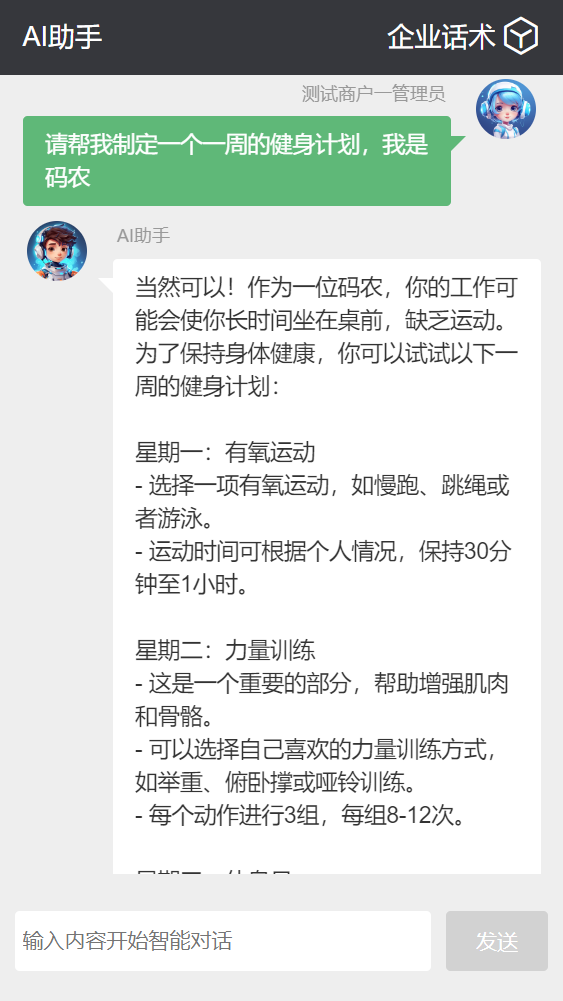 AI助手
企业话术
测试商户一管理员
请帮我制定一个一周的健身计划，我是
码农
AI助手
当然可以！作为一位码农，你的工作可
能会使你长时间坐在桌前，缺乏运动。
为了保持身体健康，你可以试试以下一
周的健身计划：
星期一：有氧运动
- 选择一项有氧运动，如慢跑、跳绳或
者游泳。
- 运动时间可根据个人情况，保持30分
钟至1小时。
星期二：力量训练
- 这是一个重要的部分，帮助增强肌肉
和骨骼。
- 可以选择自己喜欢的力量训练方式，
如举重、俯卧撑或哑铃训练。
- 每个动作进行3组，每组8-12次。
输入内容开始智能对话
发送